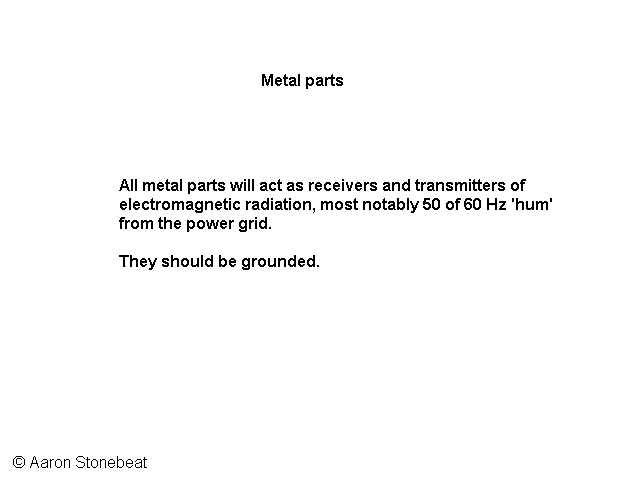 Metal parts
All metal parts will act as receivers and transmitters of
electromagnetic radiation, most notably 50 of 60 Hz 'hum'
from the power grid.
They should be grounded.
© Aaron Stonebeat